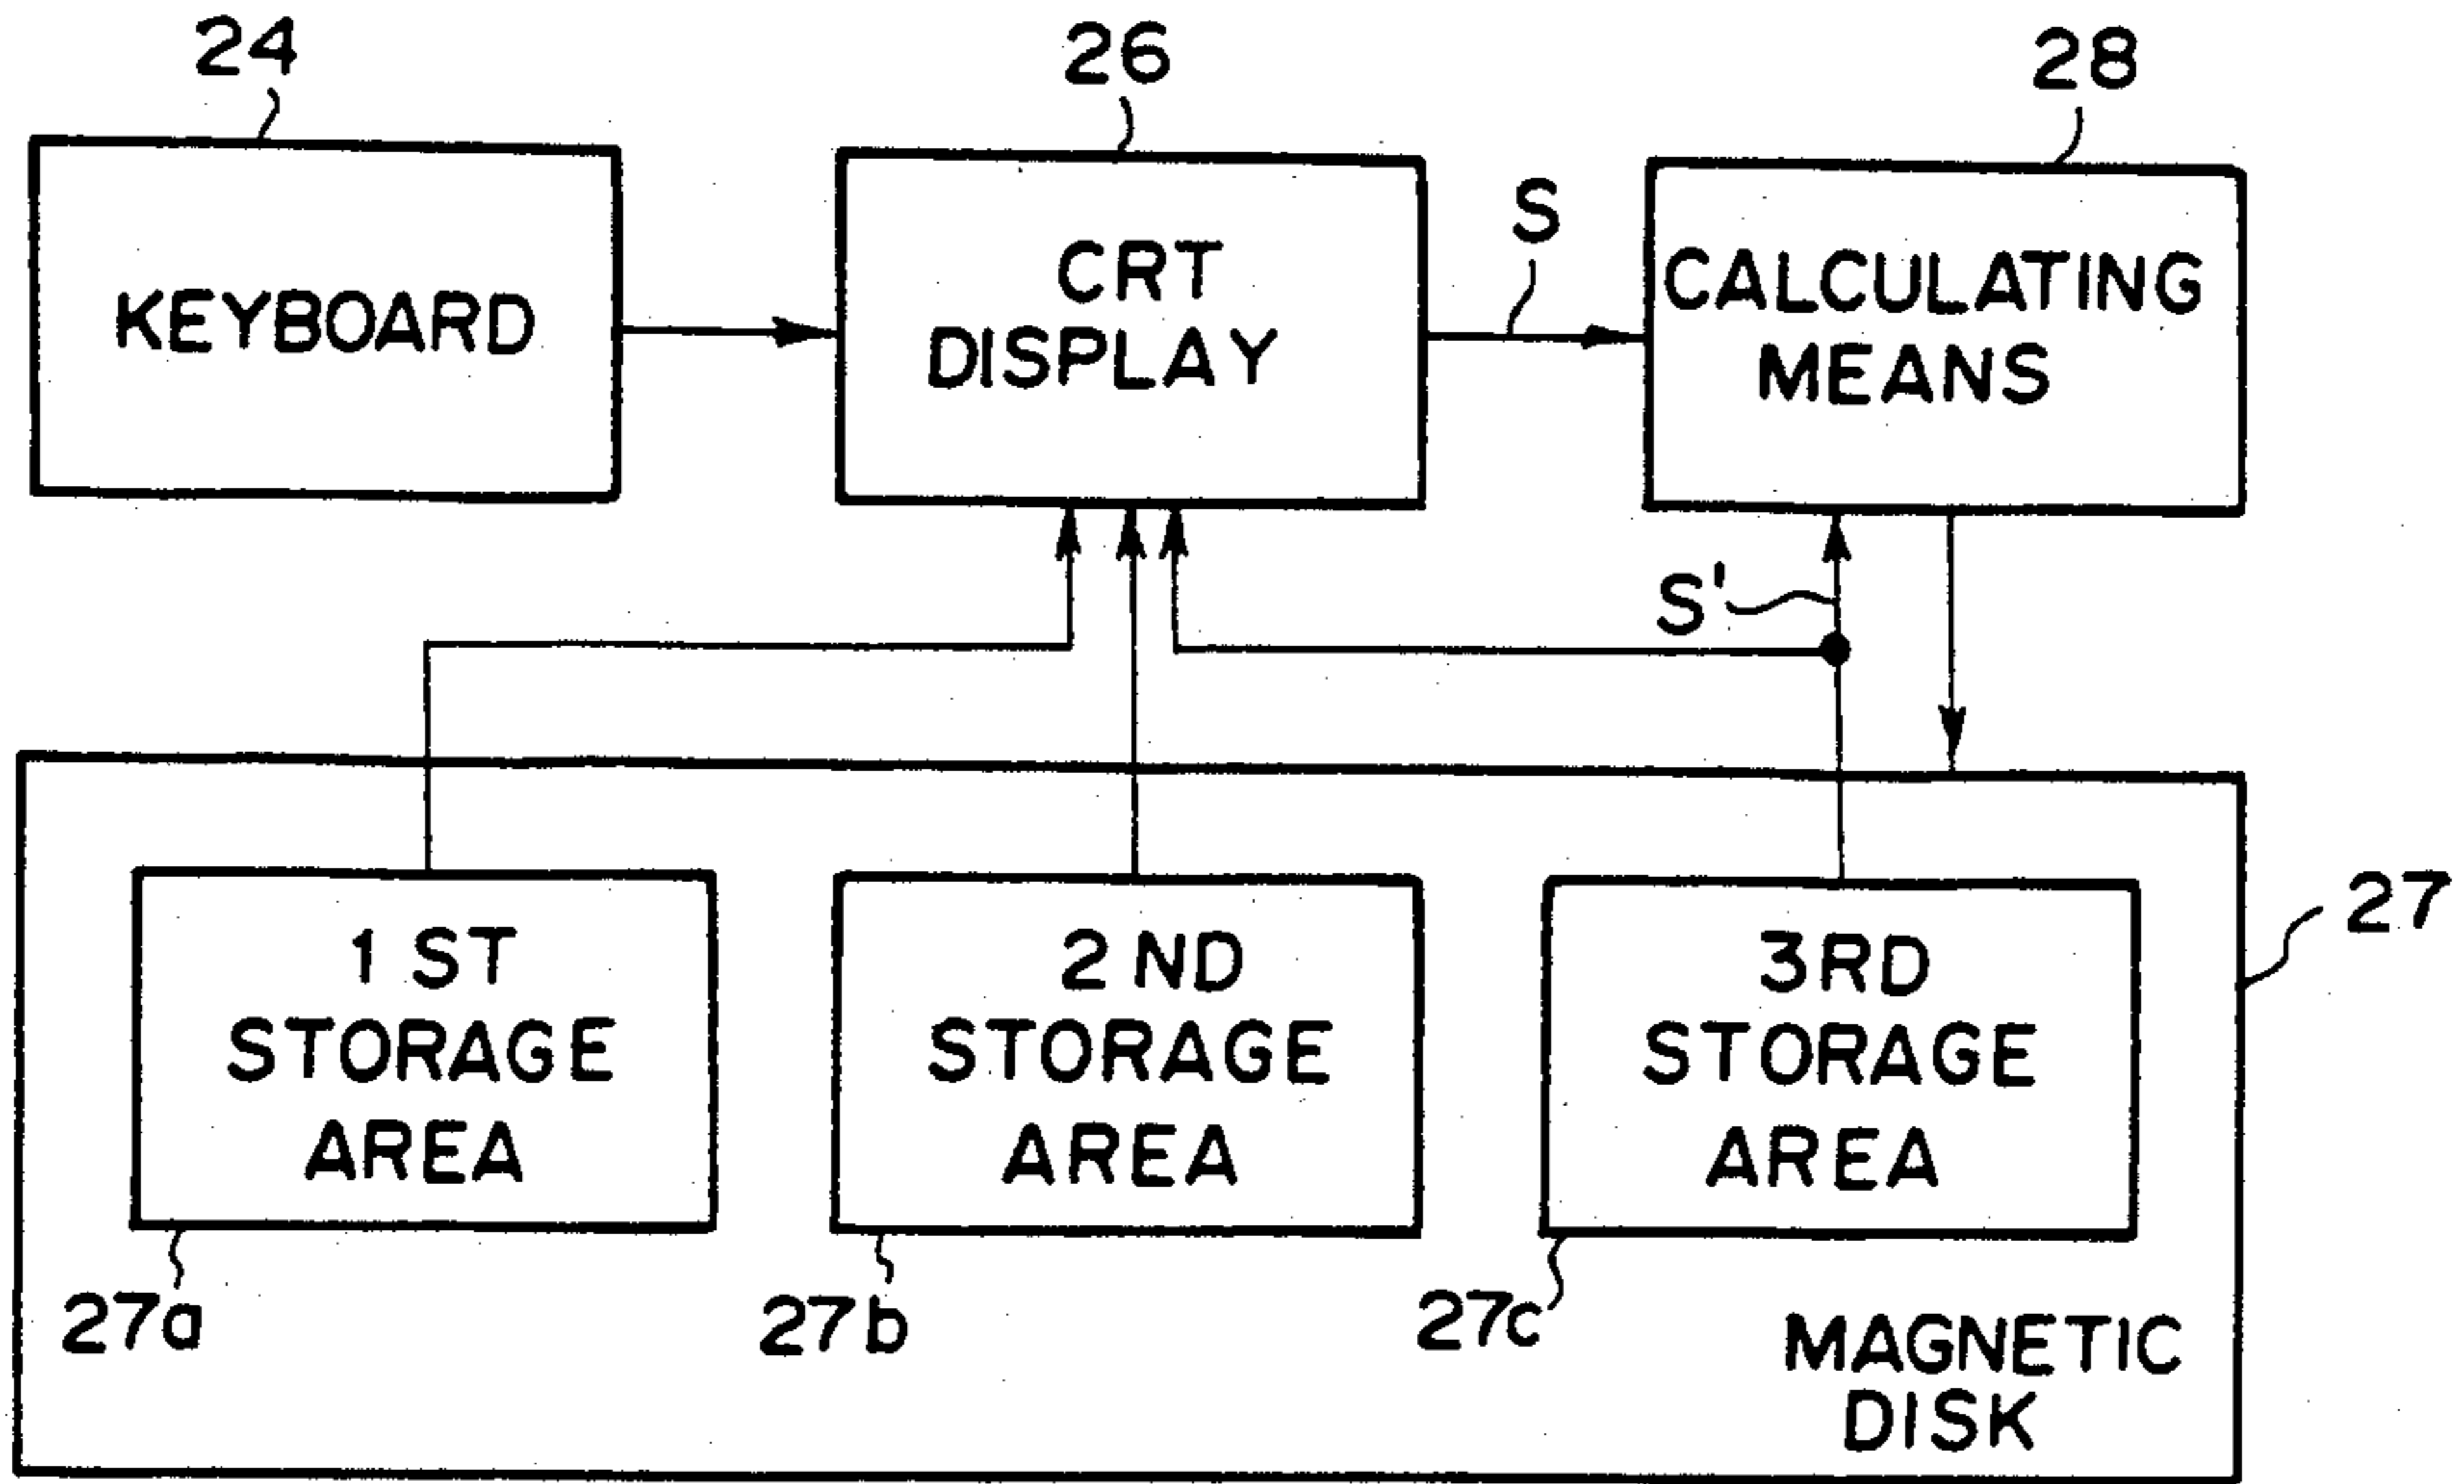 24
26
28
KEYBOARD
CRT
DISPLAY
S
CALCULATING
MEANS
S'
27
1 ST
STORAGE
AREA
2 ND
STORAGE
AREA
3RD
STORAGE
AREA
27a
27b
27c
MAGNETIC
DISK